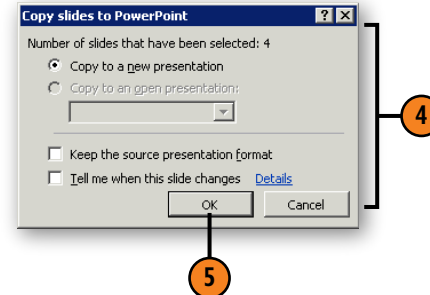 Copy slides to PowerPoint
Number of slides that have been selected: 4
Copy to a new presentation
Copy to an open presentation:
Keep the source presentation format
Tell me when this slide changes Details
OK Cancel
4
5